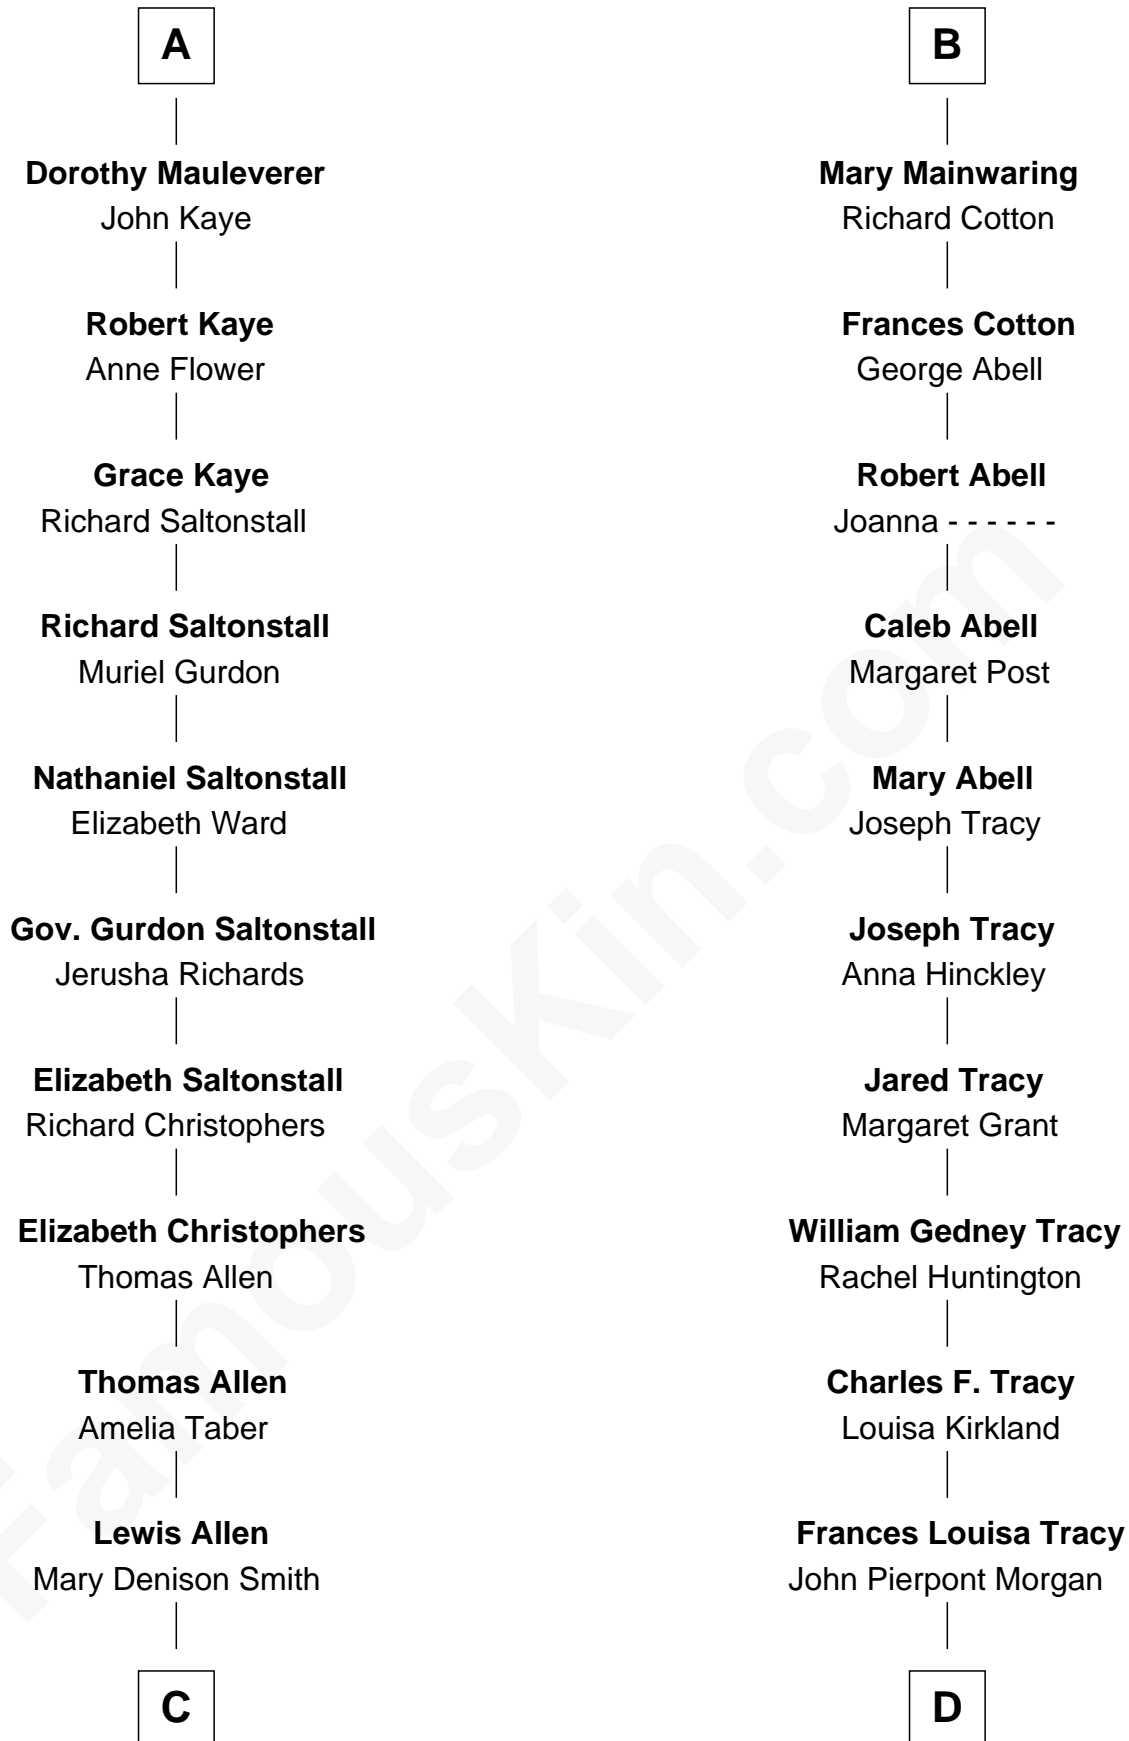 A
Dorothy Mauleverer
John Kaye
Robert Kaye
Anne Flower
Grace Kaye
Richard Saltonstall
Richard Saltonstall
Muriel Gurdon
Nathaniel Saltonstall
Elizabeth Ward
Gov. Gurdon Saltonstall
Jerusha Richards
Elizabeth Saltonstall
Richard Christophers
Elizabeth Christophers
Thomas Allen
Thomas Allen
Amelia Taber
Lewis Allen
Mary Denison Smith
C
B
Mary Mainwaring
Richard Cotton
Frances Cotton
George Abell
Robert Abell
Joanna - - - - - -
Caleb Abell
Margaret Post
Mary Abell
Joseph Tracy
Joseph Tracy
Anna Hinckley
Jared Tracy
Margaret Grant
William Gedney Tracy
Rachel Huntington
Charles F. Tracy
Louisa Kirkland
Frances Louisa Tracy
John Pierpont Morgan
D
FamousKin.com